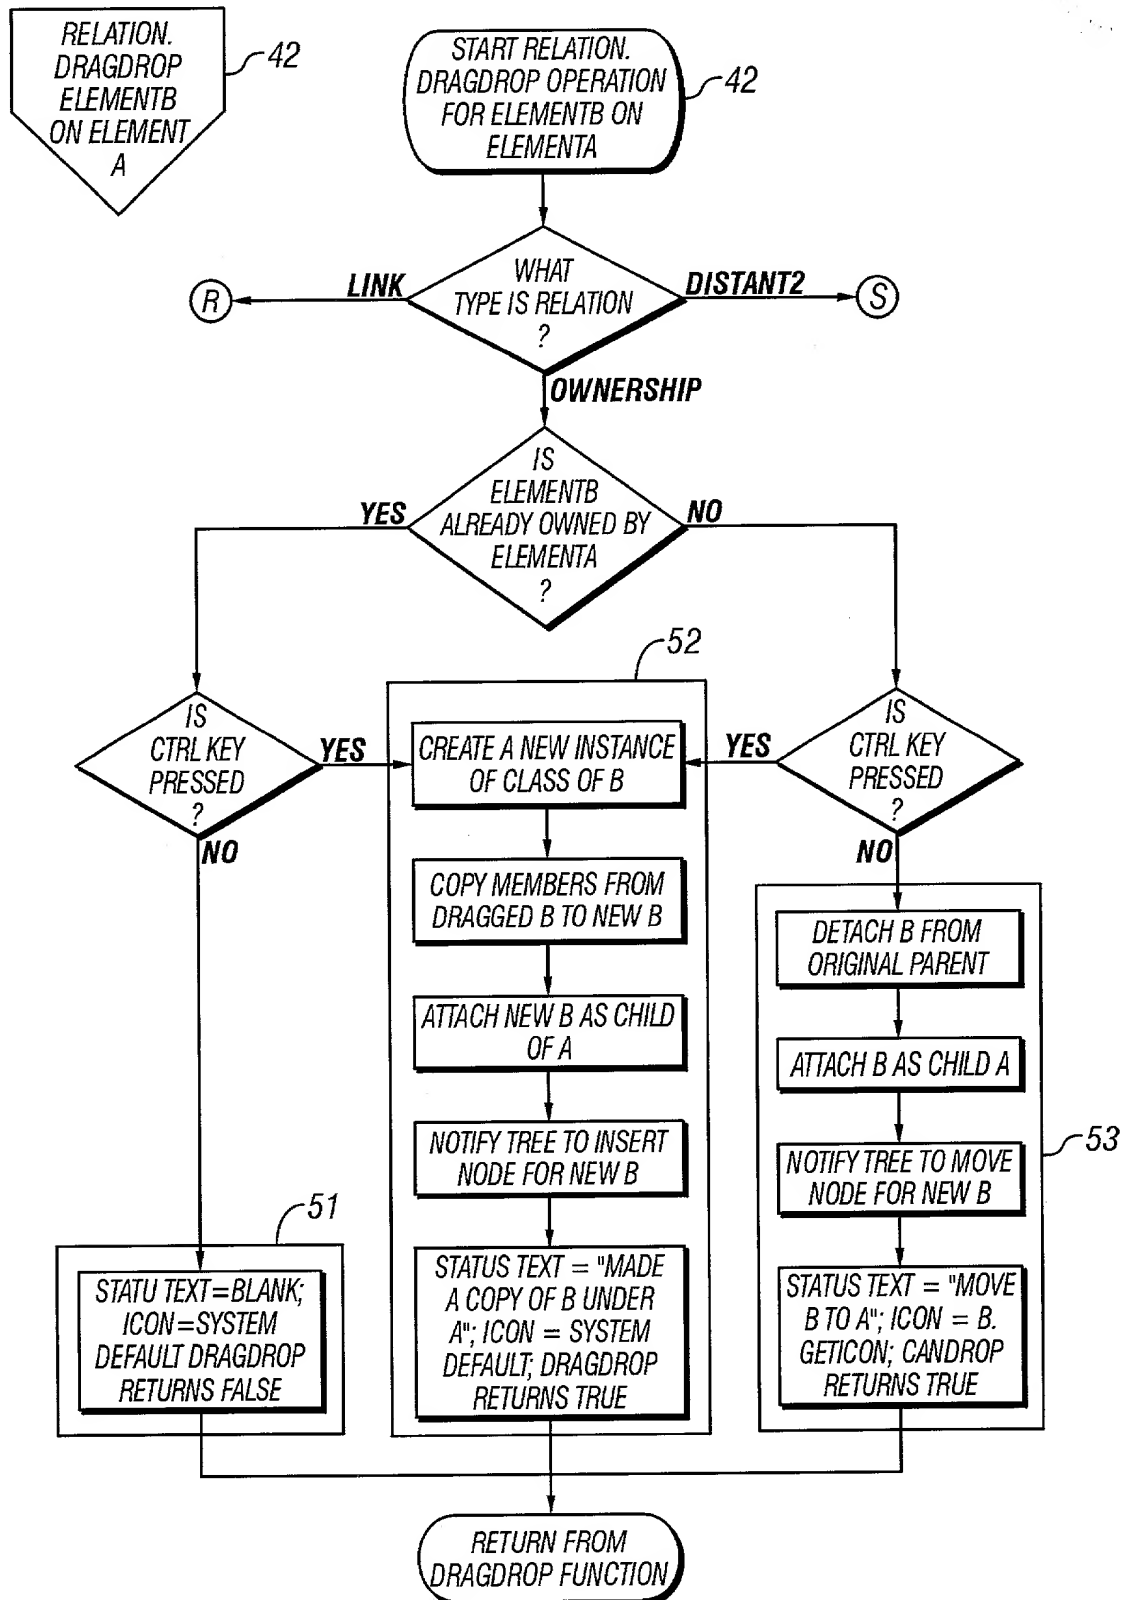 RELATION.
DRAGDROP
ELEMENTB
ON ELEMENT
A
42
START RELATION.
DRAGDROP OPERATION
FOR ELEMENTB ON
ELEMENTA
42
WHAT
TYPE IS RELATION
?
LINK
R
DISTANT2
S
OWNERSHIP
IS
ELEMENTB
ALREADY OWNED BY
ELEMENTA
?
YES
NO
IS
CTRL KEY
PRESSED
?
YES
NO
52
CREATE A NEW INSTANCE
OF CLASS OF B
COPY MEMBERS FROM
DRAGGED B TO NEW B
ATTACH NEW B AS CHILD
OF A
NOTIFY TREE TO INSERT
NODE FOR NEW B
STATUS TEXT = "MADE
A COPY OF B UNDER
A"; ICON = SYSTEM
DEFAULT; DRAGDROP
RETURNS TRUE
IS
CTRL KEY
PRESSED
?
YES
NO
DETACH B FROM
ORIGINAL PARENT
ATTACH B AS CHILD A
NOTIFY TREE TO MOVE
NODE FOR NEW B
STATUS TEXT = "MOVE
B TO A"; ICON = B.
GETICON; CANDROP
RETURNS TRUE
53
51
STATU TEXT=BLANK;
ICON=SYSTEM
DEFAULT DRAGDROP
RETURNS FALSE
RETURN FROM
DRAGDROP FUNCTION